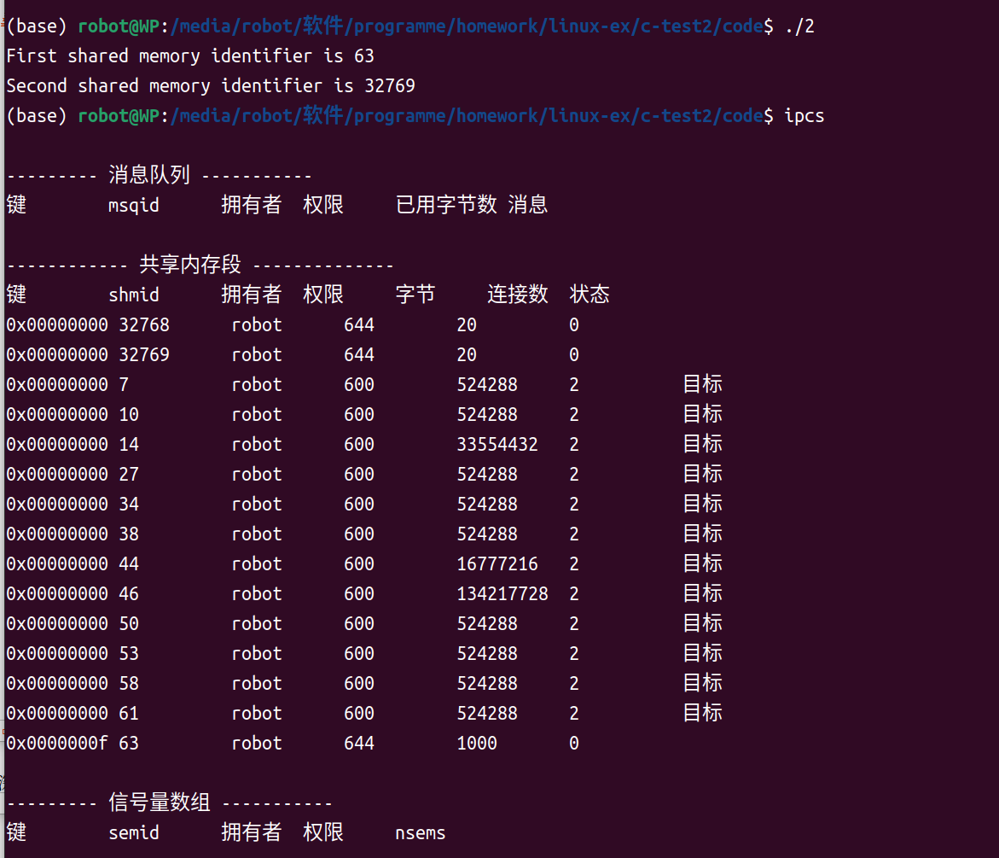 (base) robot@WP:/media/robot/软件/programme/homework/linux-ex/c-test2/code$ ./2
First shared memory identifier is 63
Second shared memory identifier is 32769
(base) robot@WP:/media/robot/软件/programme/homework/linux-ex/c-test2/code$ ipcs
--------- 消息队列 -----------
键        msqid      拥有者  权限     已用字节数 消息
------------ 共享内存段 --------------
键        shmid      拥有者  权限     字节     连接数  状态
0x00000000 32768      robot      644        20         0
0x00000000 32769      robot      644        20         0
0x00000000 7          robot      600        524288     2          目标
0x00000000 10         robot      600        524288     2          目标
0x00000000 14         robot      600        33554432   2          目标
0x00000000 27         robot      600        524288     2          目标
0x00000000 34         robot      600        524288     2          目标
0x00000000 38         robot      600        524288     2          目标
0x00000000 44         robot      600        16777216   2          目标
0x00000000 46         robot      600        134217728  2          目标
0x00000000 50         robot      600        524288     2          目标
0x00000000 53         robot      600        524288     2          目标
0x00000000 58         robot      600        524288     2          目标
0x00000000 61         robot      600        524288     2          目标
0x0000000f 63         robot      644        1000       0
--------- 信号量数组 -----------
键        semid      拥有者  权限     nsems